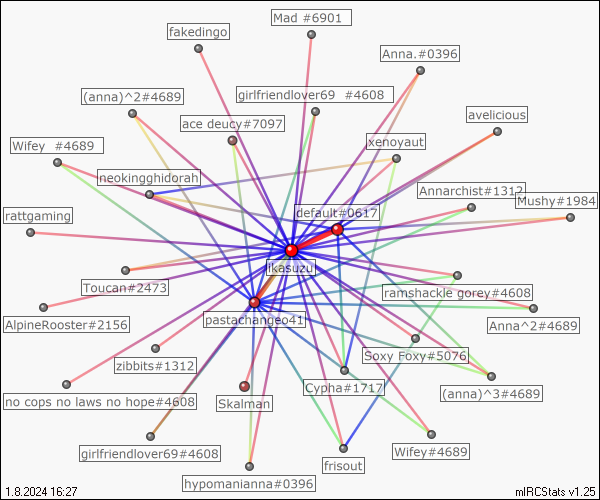 Mad #6901
fakedingo
Anna.#0396
(anna)^2#4689
girlfriendlover69  #4608
avelicious
ace deucy#7097
xenoyaut
Wifey  #4689
neokingghidorah
Annarchist#1312
Mushy#1984
rattgaming
default#0617
ikasuzu
Toucan#2473
ramshackle gorey#4608
AlpineRooster#2156
pastachangeo41
Anna^2#4689
zibbits#1312
Soxy Foxy#5076
no cops no laws no hope#4608
Skalman
Cypha#1717
(anna)^3#4689
girlfriendlover69#4608
frisout
Wifey#4689
hypomanianna#0396
1.8.2024 16:27
mIRCStats v1.25